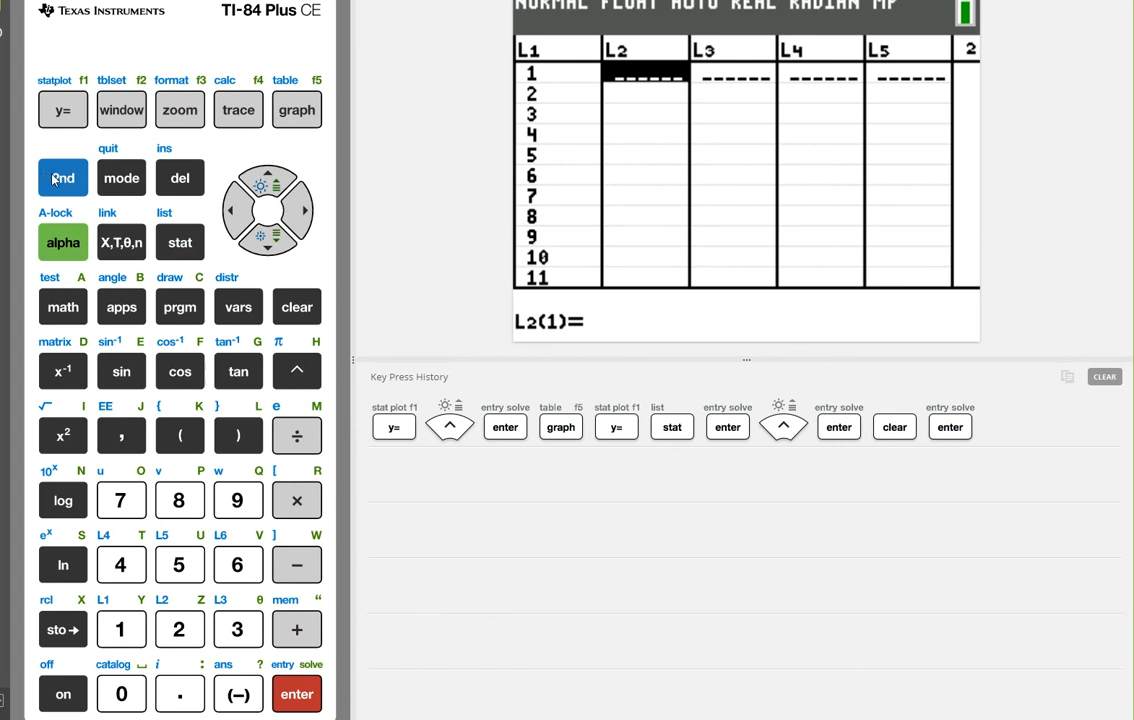 TEXAS INSTRUMENTS TI-84 Plus CE
statplot f1 tblset f2 format f3 calc f4 table f5
y= window zoom trace graph
quit ins
2nd mode del
A-lock link list
alpha X,T,θ,n stat
test A angle B draw C distr
math apps prgm vars clear
matrix D sin-1 E cos-1 F tan-1 G π H
x-1 sin cos tan ^
√ I EE J { K } L e M
x2 , ( ) ÷
10x N u O v P w Q [ R
log 7 8 9 ×
ex S L4 T L5 U L6 V ] W
ln 4 5 6 −
rcl X L1 Y L2 Z L3 θ mem "
sto→ 1 2 3 +
off catalog ⎵ i : ans ? entry solve
on 0 . (−) enter
NORMAL FLOAT AUTO REAL RADIAN MP
L1 L2 L3 L4 L5 2
1 ------ ------ ------ ------
2
3
4
5
6
7
8
9
10
11
L2(1)=
Key Press History CLEAR
stat plot f1 entry solve table f5 stat plot f1 list entry solve entry solve entry solve
y= ^ enter graph y= stat enter ^ enter clear enter